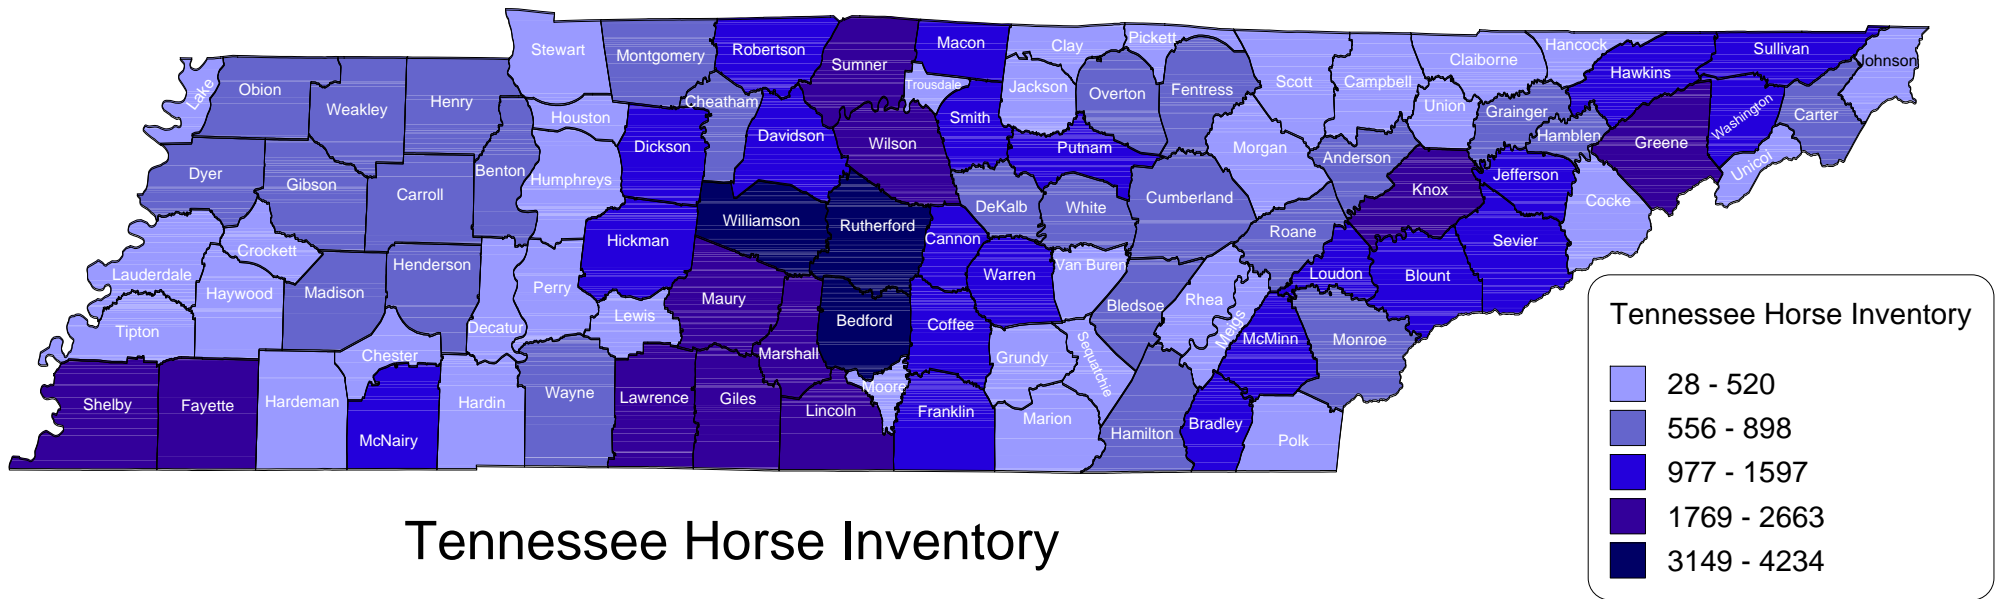 Stewart
Montgomery
Robertson
Sumner
Macon
Clay
Pickett
Scott
Campbell
Claiborne
Hancock
Hawkins
Sullivan
Johnson
Lake
Obion
Weakley
Henry
Houston
Cheatham
Trousdale
Jackson
Overton
Fentress
Union
Grainger
Hamblen
Washington
Carter
Dickson
Davidson
Wilson
Smith
Putnam
Morgan
Anderson
Greene
Unicoi
Dyer
Gibson
Carroll
Benton
Humphreys
Williamson
Rutherford
DeKalb
White
Cumberland
Knox
Jefferson
Cocke
Crockett
Henderson
Hickman
Cannon
Roane
Sevier
Lauderdale
Haywood
Madison
Decatur
Perry
Maury
Warren
Van Buren
Bledsoe
Rhea
Loudon
Blount
Tipton
Lewis
Bedford
Coffee
Meigs
McMinn
Monroe
Chester
Marshall
Grundy
Sequatchie
Shelby
Fayette
Hardeman
McNairy
Hardin
Wayne
Lawrence
Giles
Lincoln
Moore
Franklin
Marion
Hamilton
Bradley
Polk
Tennessee Horse Inventory
28 - 520
556 - 898
977 - 1597
1769 - 2663
3149 - 4234
Tennessee Horse Inventory